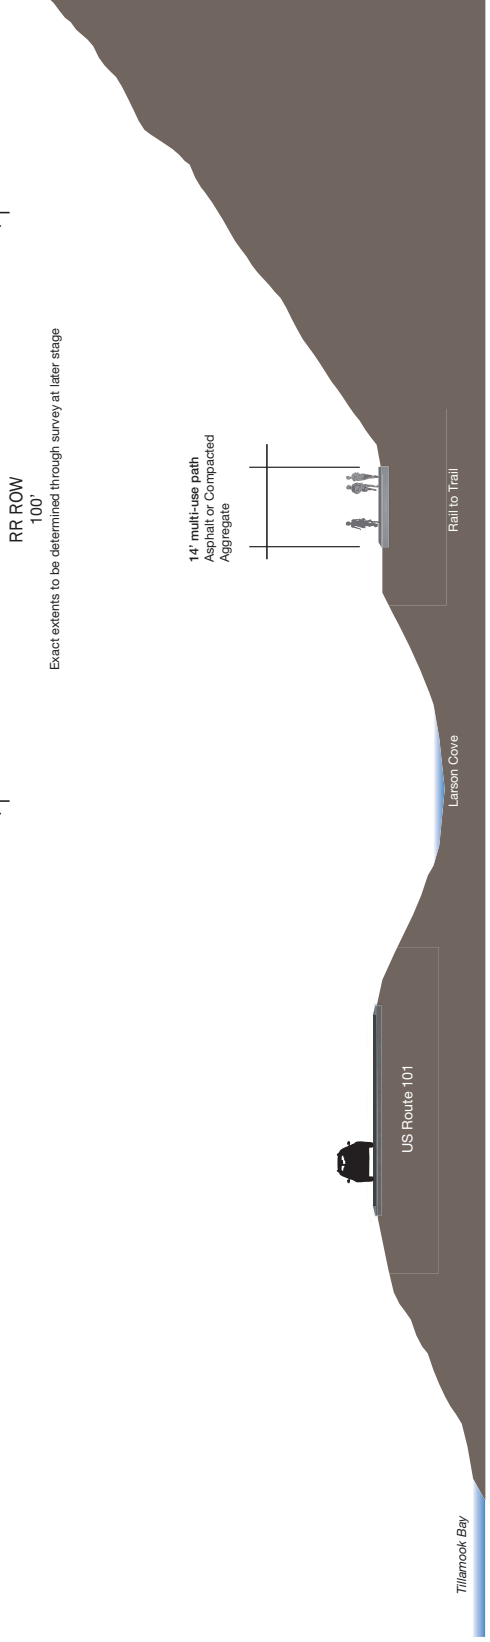 RR ROW
100'
Exact extents to be determined through survey at later stage
14' multi-use path
Asphalt or Compacted
Aggregate
Tillamook Bay
US Route 101
Larson Cove
Rail to Trail